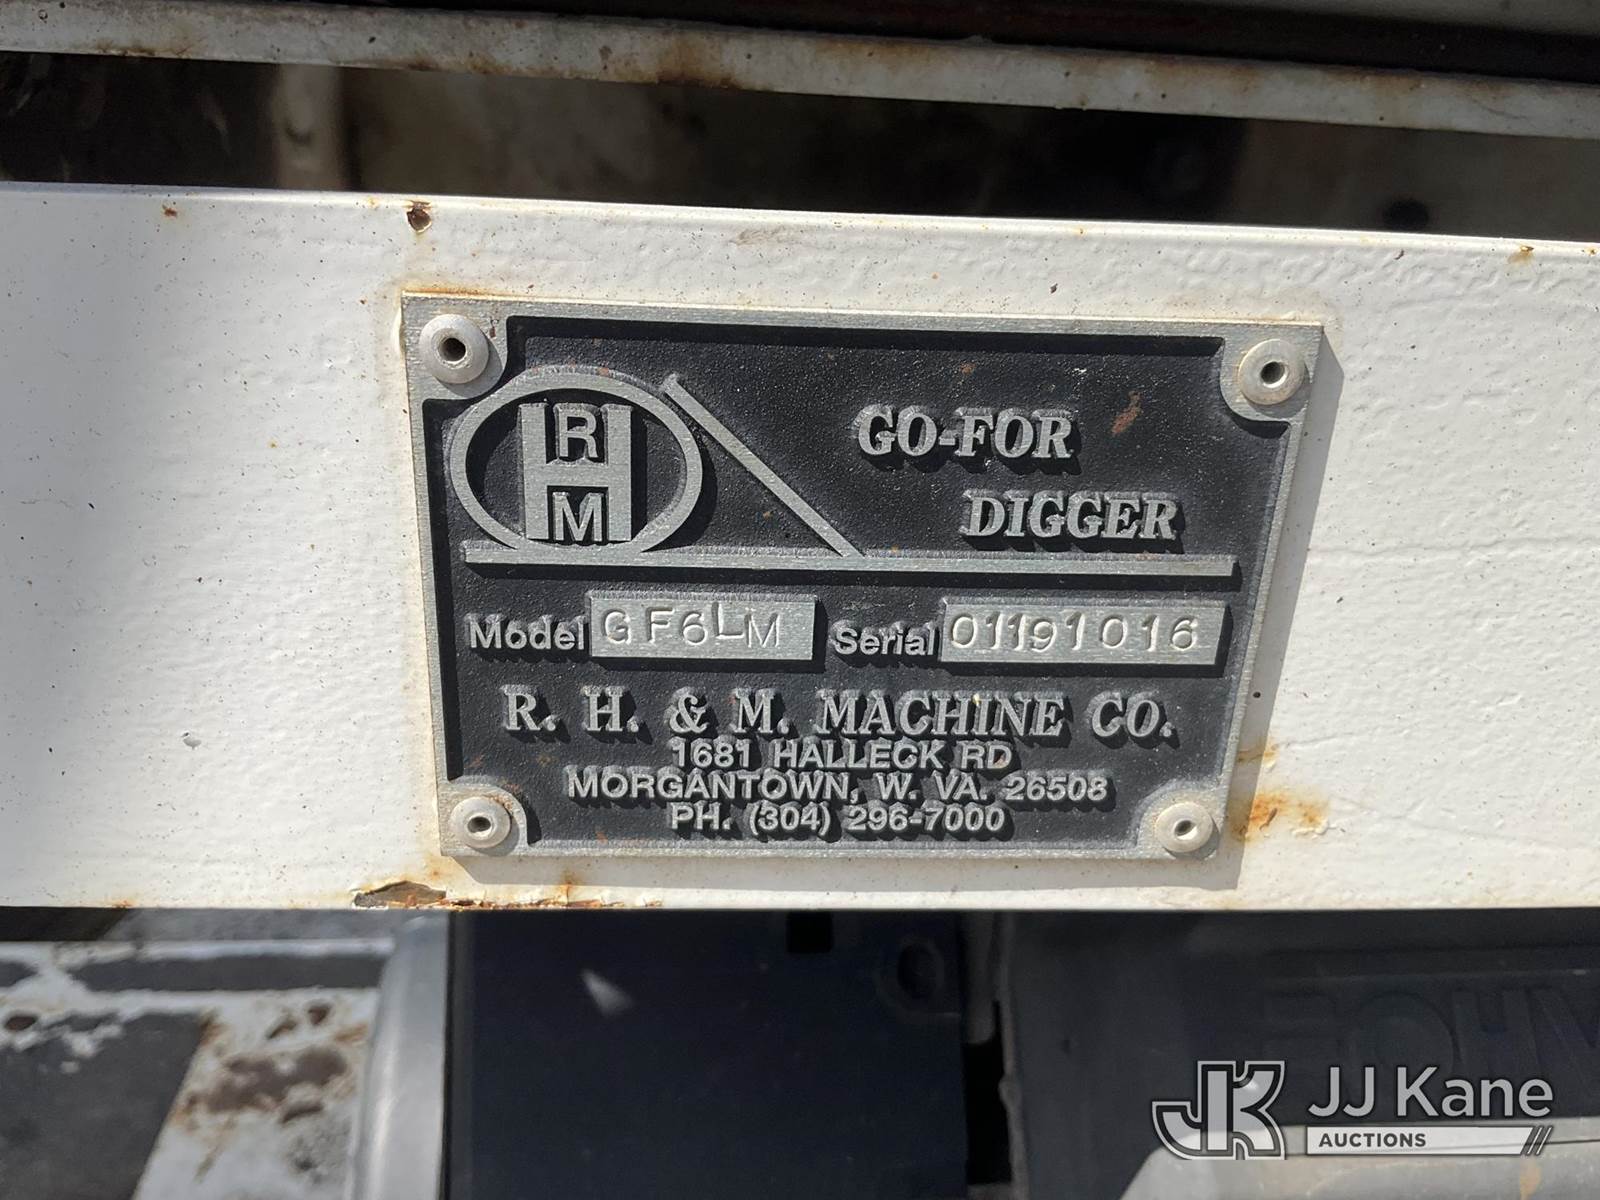 R
H
M
GO-FOR
DIGGER
Model GF6LM Serial 01191016
R. H. & M. MACHINE CO.
1681 HALLECK RD
MORGANTOWN, W. VA. 26508
PH. (304) 296-7000
JK JJ Kane
AUCTIONS